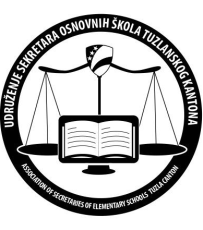 UDRUŽENJE SEKRETARA OSNOVNIH ŠKOLA TUZLANSKOG KANTONA
ASSOCIATION OF SECRETARIES OF ELEMENTARY SCHOOLS TUZLA CANTON